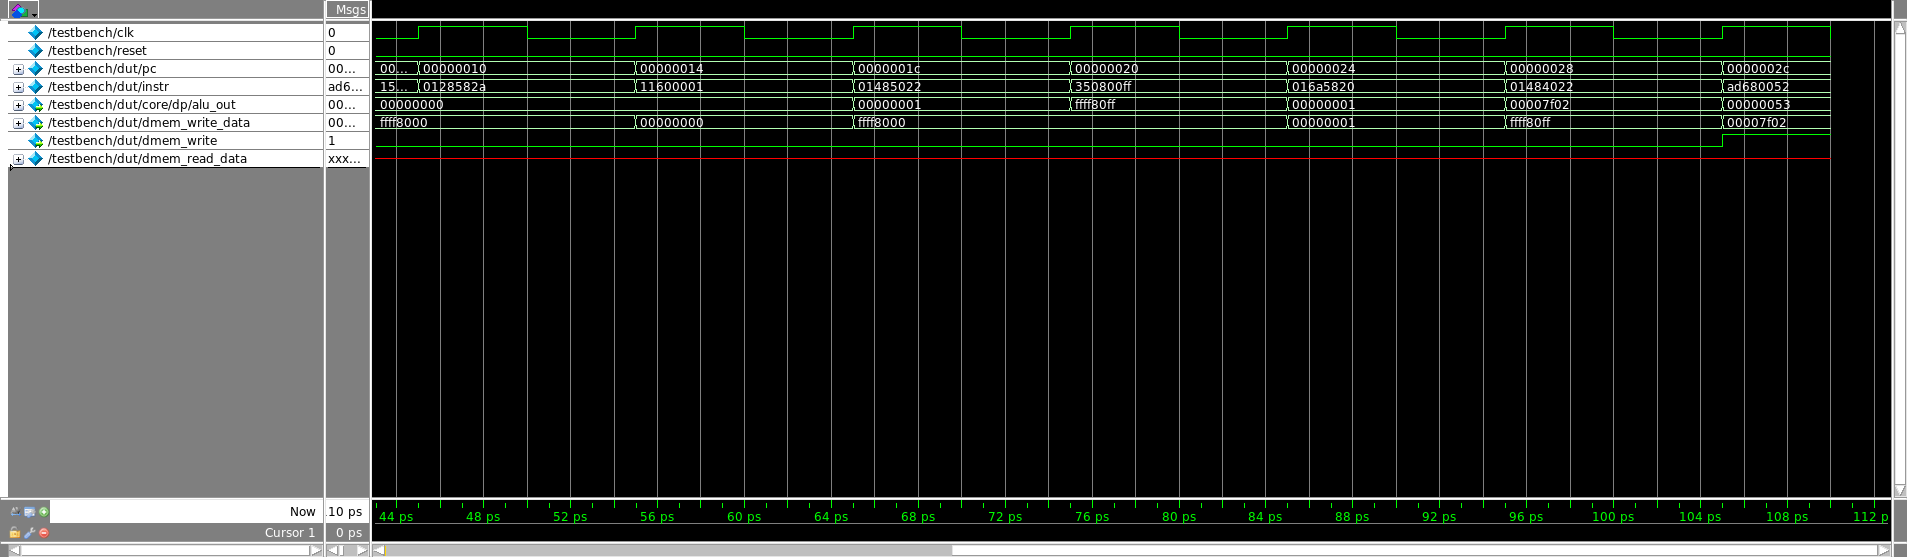 Msgs
/testbench/clk 0
/testbench/reset 0
/testbench/dut/pc 00... 00... 00000010 00000014 0000001c 00000020 00000024 00000028 0000002c
/testbench/dut/instr ad6... 15... 0128582a 11600001 01485022 350800ff 016a5820 01484022 ad680052
/testbench/dut/core/dp/alu_out 00... 00000000 00000001 ffff80ff 00000001 00007f02 00000053
/testbench/dut/dmem_write_data 00... ffff8000 00000000 ffff8000 00000001 ffff80ff 00007f02
/testbench/dut/dmem_write 1
/testbench/dut/dmem_read_data xxx...
Now 10 ps 44 ps 48 ps 52 ps 56 ps 60 ps 64 ps 68 ps 72 ps 76 ps 80 ps 84 ps 88 ps 92 ps 96 ps 100 ps 104 ps 108 ps 112 p
Cursor 1 0 ps